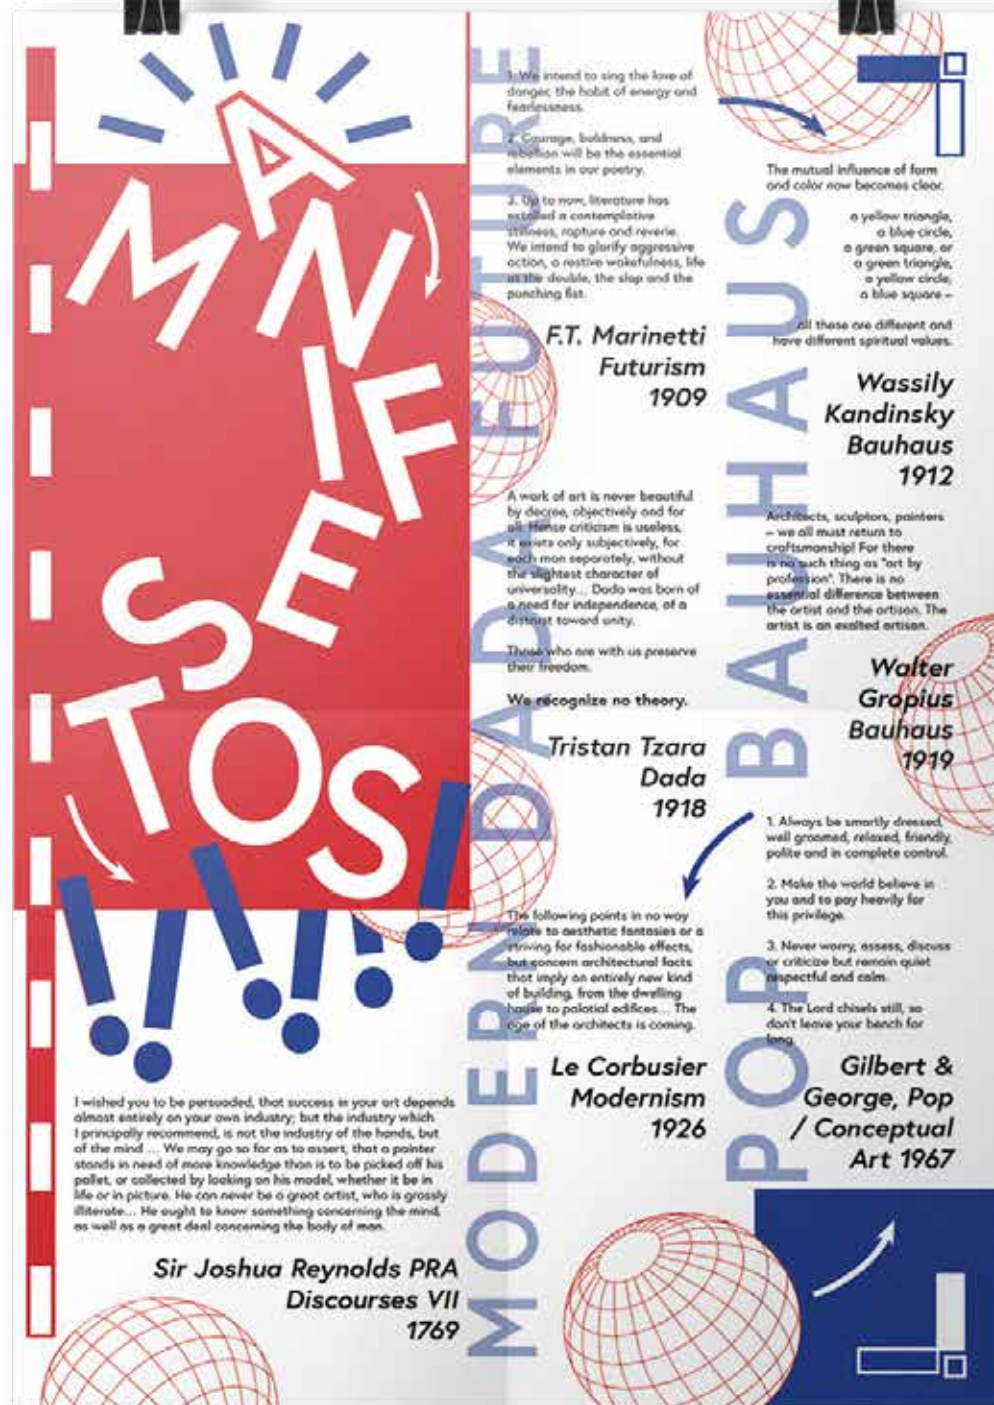 MANIFESTOS!!!!!!
I wished you to be persuaded, that success in your art depends
almost entirely on your own industry; but the industry which
I principally recommend, is not the industry of the hands, but
of the mind ... We may go so far as to assert, that a painter
stands in need of more knowledge than is to be picked off his
pallet, or collected by looking on his model, whether it be in
life or in picture. He can never be a great artist, who is grossly
illiterate... He ought to know something concerning the mind,
as well as a great deal concerning the body of man.
Sir Joshua Reynolds PRA
Discourses VII
1769
MODERN DADA FUTURE
1. We intend to sing the love of
danger, the habit of energy and
fearlessness.
2. Courage, boldness, and
rebellion will be the essential
elements in our poetry.
3. Up to now, literature has
extolled a contemplative
stillness, rapture and reverie.
We intend to glorify aggressive
action, a restive wakefulness, life
at the double, the slap and the
punching fist.
F.T. Marinetti
Futurism
1909
A work of art is never beautiful
by decree, objectively and for
all. Hense criticism is useless,
it exists only subjectively, for
each man separately, without
the slightest character of
universality... Dada was born of
a need for independence, of a
distrust toward unity.
Those who are with us preserve
their freedom.
We recognize no theory.
Tristan Tzara
Dada
1918
The following points in no way
relate to aesthetic fantasies or a
striving for fashionable effects,
but concern architectural facts
that imply an entirely new kind
of building, from the dwelling
house to palatial edifices... The
age of the architects is coming.
Le Corbusier
Modernism
1926
POP BAUHAUS
The mutual influence of form
and color now becomes clear.
a yellow triangle,
a blue circle,
a green square, or
a green triangle,
a yellow circle,
a blue square –
all these are different and
have different spiritual values.
Wassily
Kandinsky
Bauhaus
1912
Architects, sculptors, painters
– we all must return to
craftsmanship! For there
is no such thing as "art by
profession". There is no
essential difference between
the artist and the artisan. The
artist is an exalted artisan.
Walter
Gropius
Bauhaus
1919
1. Always be smartly dressed,
well groomed, relaxed, friendly,
polite and in complete control.
2. Make the world believe in
you and to pay heavily for
this privilege.
3. Never worry, assess, discuss
or criticize but remain quiet
respectful and calm.
4. The Lord chisels still, so
don't leave your bench for
long.
Gilbert &
George, Pop
/ Conceptual
Art 1967